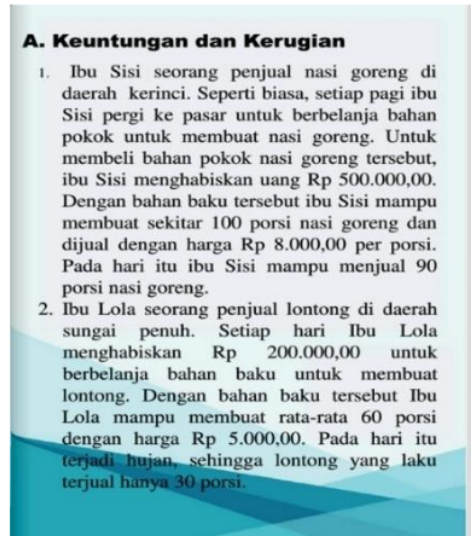 A. Keuntungan dan Kerugian
1. Ibu Sisi seorang penjual nasi goreng di
daerah kerinci. Seperti biasa, setiap pagi ibu
Sisi pergi ke pasar untuk berbelanja bahan
pokok untuk membuat nasi goreng. Untuk
membeli bahan pokok nasi goreng tersebut,
ibu Sisi menghabiskan uang Rp 500.000,00.
Dengan bahan baku tersebut ibu Sisi mampu
membuat sekitar 100 porsi nasi goreng dan
dijual dengan harga Rp 8.000,00 per porsi.
Pada hari itu ibu Sisi mampu menjual 90
porsi nasi goreng.
2. Ibu Lola seorang penjual lontong di daerah
sungai penuh. Setiap hari Ibu Lola
menghabiskan Rp 200.000,00 untuk
berbelanja bahan baku untuk membuat
lontong. Dengan bahan baku tersebut Ibu
Lola mampu membuat rata-rata 60 porsi
dengan harga Rp 5.000,00. Pada hari itu
terjadi hujan, sehingga lontong yang laku
terjual hanya 30 porsi.